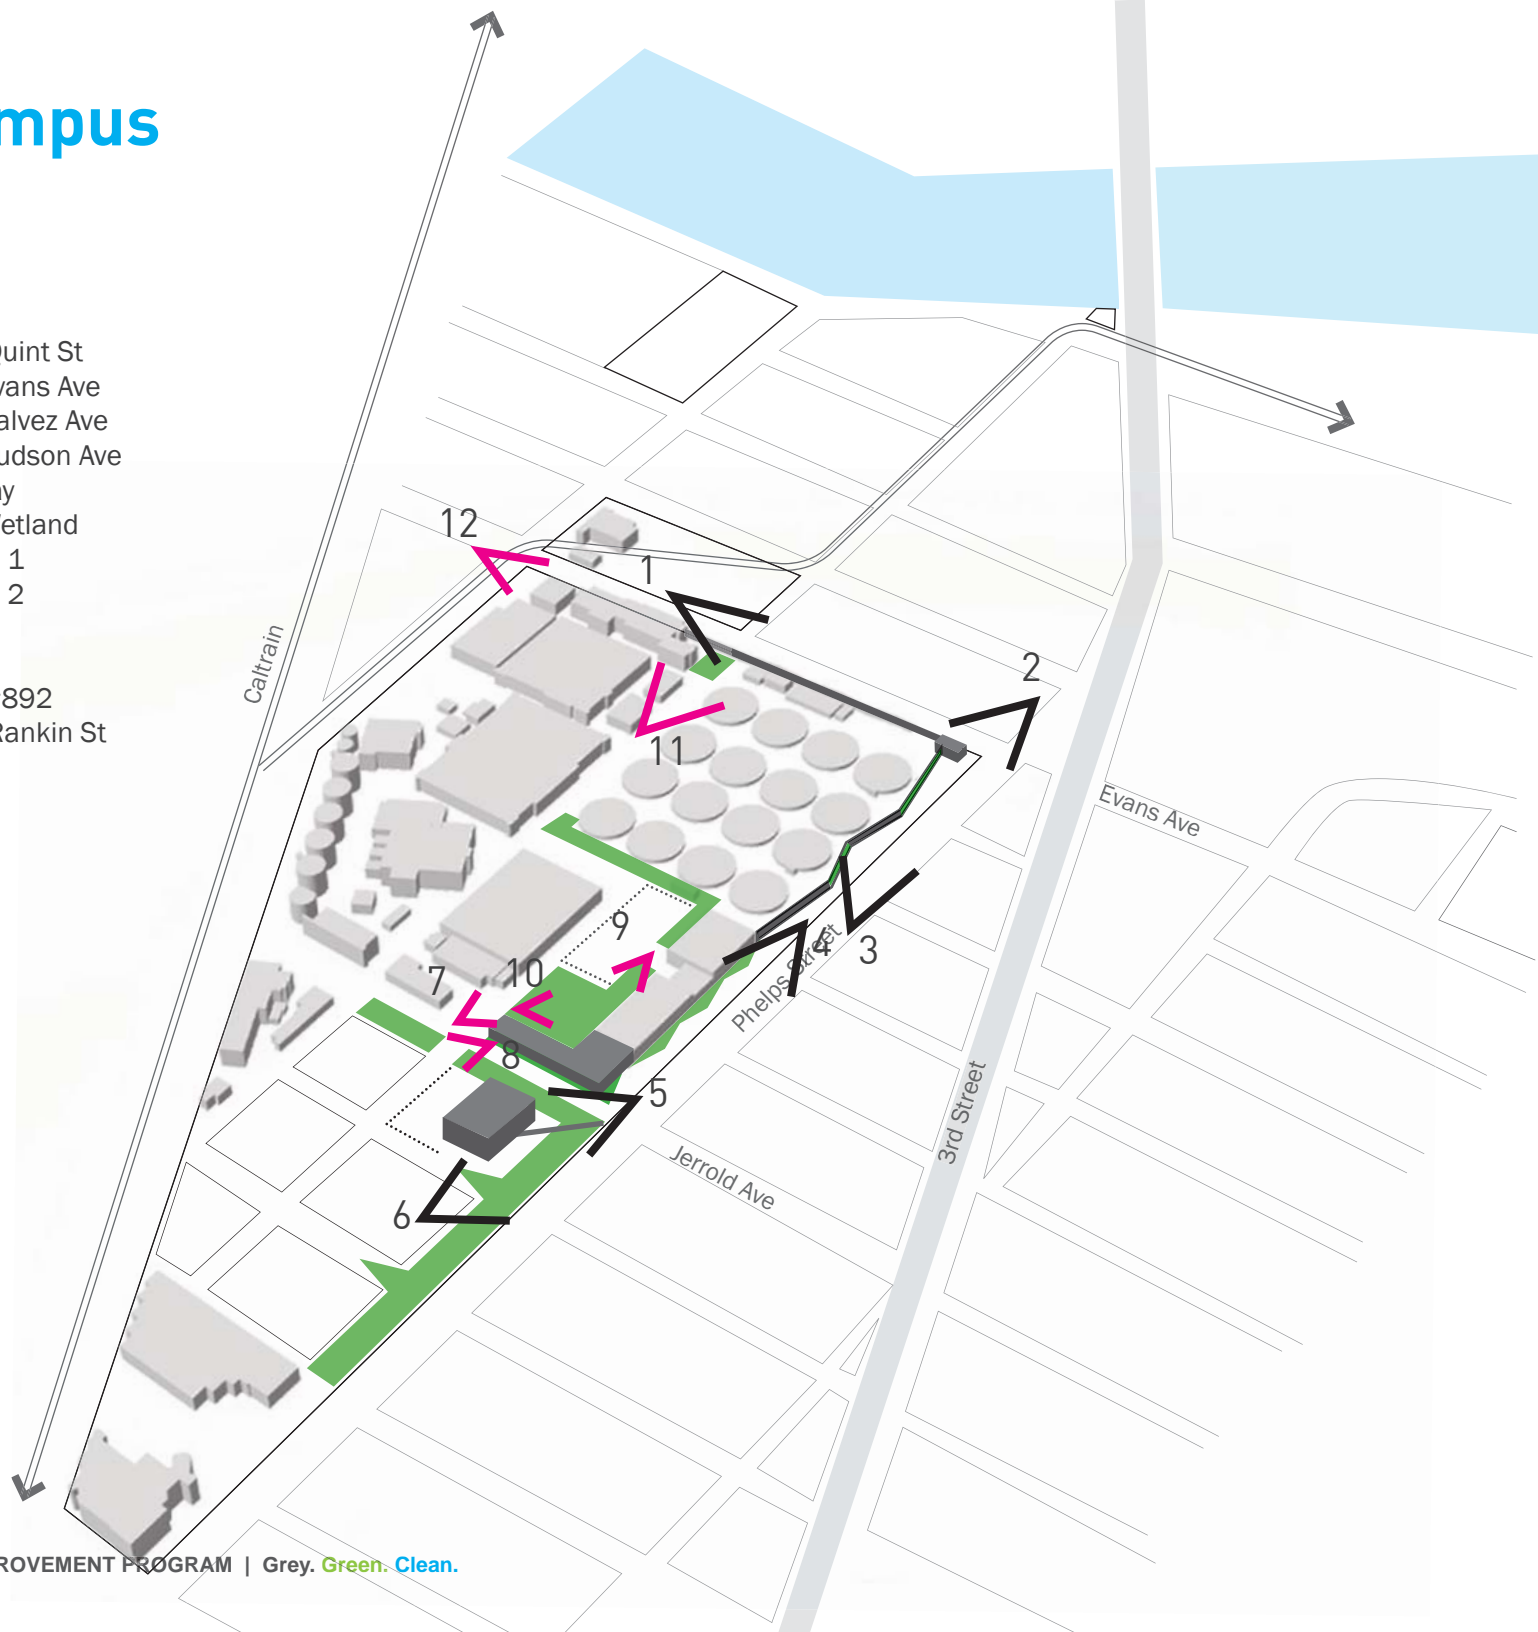 mpus
uint St
vans Ave
alvez Ave
udson Ave
ay
etland
1
2
892
Rankin St
12
1
2
Caltrain
11
Evans Ave
9
4
3
7
10
Phelps Street
8
5
3rd Street
Jerrold Ave
6
ROVEMENT PROGRAM | Grey. Green. Clean.